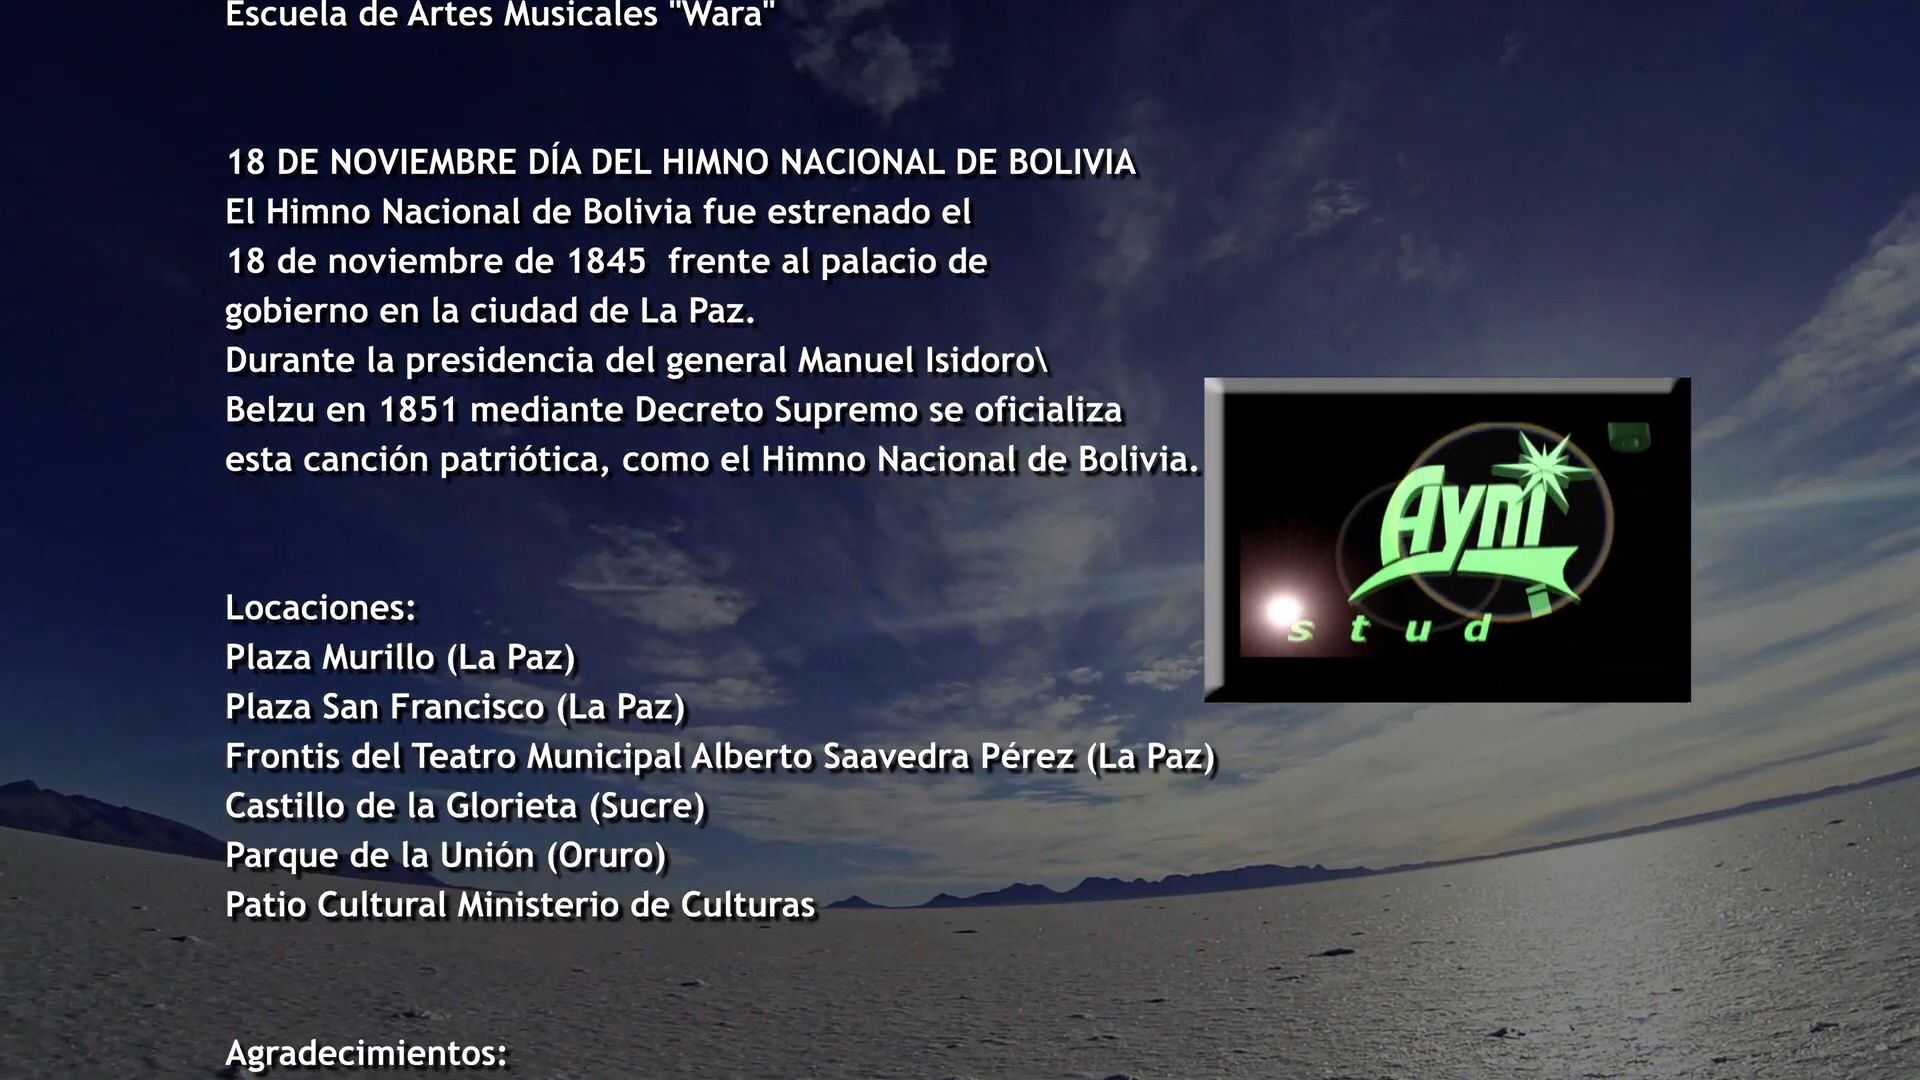 Escuela de Artes Musicales "Wara"
18 DE NOVIEMBRE DÍA DEL HIMNO NACIONAL DE BOLIVIA
El Himno Nacional de Bolivia fue estrenado el
18 de noviembre de 1845  frente al palacio de
gobierno en la ciudad de La Paz.
Durante la presidencia del general Manuel Isidoro\
Belzu en 1851 mediante Decreto Supremo se oficializa
esta canción patriótica, como el Himno Nacional de Bolivia.
Ayni
s t u d
Locaciones:
Plaza Murillo (La Paz)
Plaza San Francisco (La Paz)
Frontis del Teatro Municipal Alberto Saavedra Pérez (La Paz)
Castillo de la Glorieta (Sucre)
Parque de la Unión (Oruro)
Patio Cultural Ministerio de Culturas
Agradecimientos: